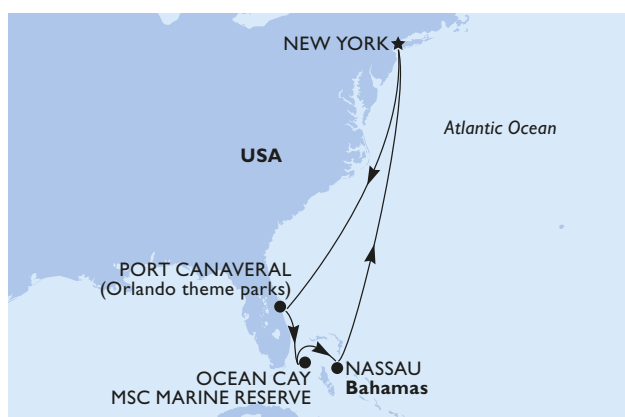 NEW YORK
Atlantic Ocean
USA
PORT CANAVERAL
(Orlando theme parks)
OCEAN CAY
MSC MARINE RESERVE
NASSAU
Bahamas